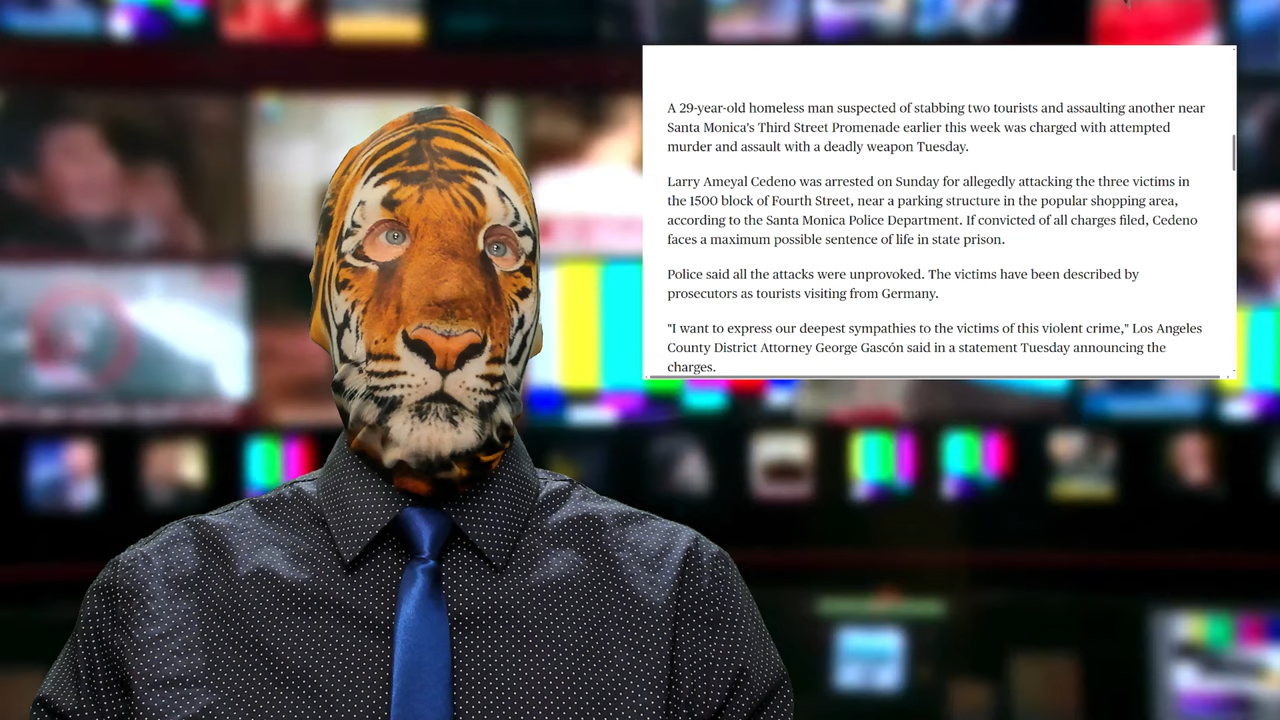 A 29-year-old homeless man suspected of stabbing two tourists and assaulting another near
Santa Monica's Third Street Promenade earlier this week was charged with attempted
murder and assault with a deadly weapon Tuesday.
Larry Ameyal Cedeno was arrested on Sunday for allegedly attacking the three victims in
the 1500 block of Fourth Street, near a parking structure in the popular shopping area,
according to the Santa Monica Police Department. If convicted of all charges filed, Cedeno
faces a maximum possible sentence of life in state prison.
Police said all the attacks were unprovoked. The victims have been described by
prosecutors as tourists visiting from Germany.
"I want to express our deepest sympathies to the victims of this violent crime," Los Angeles
County District Attorney George Gascón said in a statement Tuesday announcing the
charges.